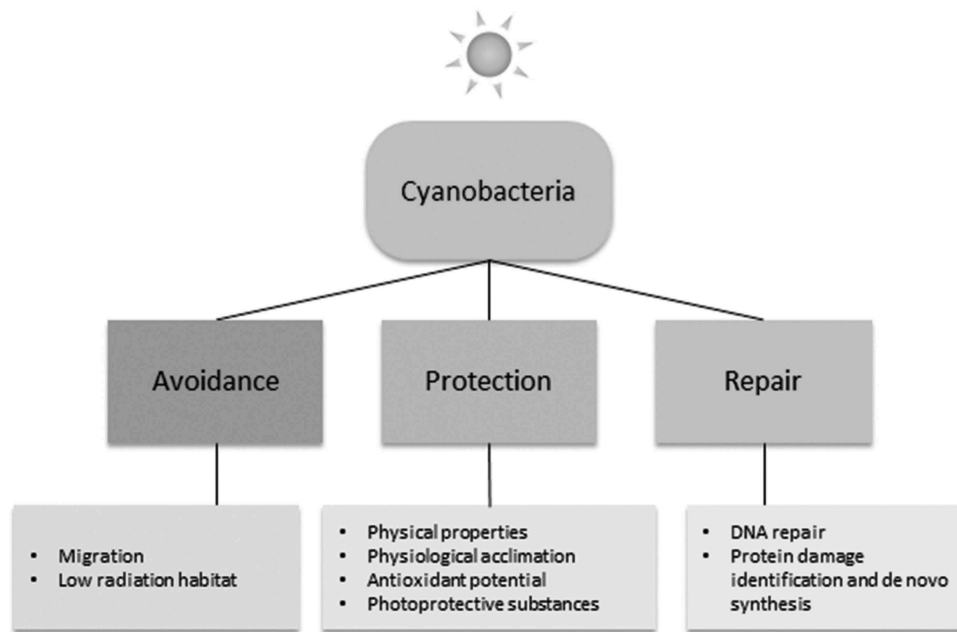 Cyanobacteria
Avoidance
Protection
Repair
• Migration
• Low radiation habitat
• Physical properties
• Physiological acclimation
• Antioxidant potential
• Photoprotective substances
• DNA repair
• Protein damage
identification and de novo
synthesis